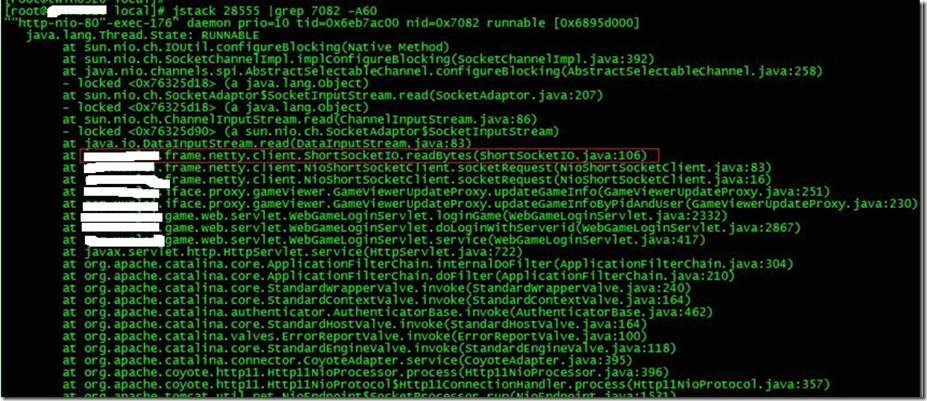 [root@ local]# jstack 28555 |grep 7082 -A60
""http-nio-80"-exec-176" daemon prio=10 tid=0x6eb7ac00 nid=0x7082 runnable [0x6895d000]
java.lang.Thread.State: RUNNABLE
at sun.nio.ch.IOUtil.configureBlocking(Native Method)
at sun.nio.ch.SocketChannelImpl.implConfigureBlocking(SocketChannelImpl.java:392)
at java.nio.channels.spi.AbstractSelectableChannel.configureBlocking(AbstractSelectableChannel.java:258)
- locked <0x76325d18> (a java.lang.Object)
at sun.nio.ch.SocketAdaptor$SocketInputStream.read(SocketAdaptor.java:207)
- locked <0x76325d18> (a java.lang.Object)
at sun.nio.ch.ChannelInputStream.read(ChannelInputStream.java:86)
- locked <0x76325d90> (a sun.nio.ch.SocketAdaptor$SocketInputStream)
at java.io.DataInputStream.read(DataInputStream.java:83)
at .frame.netty.client.ShortSocketIO.readBytes(ShortSocketIO.java:106)
at .frame.netty.client.NioShortSocketClient.socketRequest(NioShortSocketClient.java:83)
at .frame.netty.client.NioShortSocketClient.socketRequest(NioShortSocketClient.java:16)
at .iface.proxy.gameViewer.GameViewerUpdateProxy.updateGameInfo(GameViewerUpdateProxy.java:251)
at .iface.proxy.gameViewer.GameViewerUpdateProxy.updateGameInfoByPidAndUser(GameViewerUpdateProxy.java:230)
at game.web.servlet.WebGameLoginServlet.loginGame(WebGameLoginServlet.java:2332)
at .game.web.servlet.WebGameLoginServlet.doLoginWithServerid(WebGameLoginServlet.java:2867)
at .game.web.servlet.WebGameLoginServlet.service(WebGameLoginServlet.java:417)
at javax.servlet.http.HttpServlet.service(HttpServlet.java:722)
at org.apache.catalina.core.ApplicationFilterChain.internalDoFilter(ApplicationFilterChain.java:304)
at org.apache.catalina.core.ApplicationFilterChain.doFilter(ApplicationFilterChain.java:210)
at org.apache.catalina.core.StandardWrapperValve.invoke(StandardWrapperValve.java:240)
at org.apache.catalina.core.StandardContextValve.invoke(StandardContextValve.java:164)
at org.apache.catalina.authenticator.AuthenticatorBase.invoke(AuthenticatorBase.java:462)
at org.apache.catalina.core.StandardHostValve.invoke(StandardHostValve.java:164)
at org.apache.catalina.valves.ErrorReportValve.invoke(ErrorReportValve.java:100)
at org.apache.catalina.core.StandardEngineValve.invoke(StandardEngineValve.java:118)
at org.apache.catalina.connector.CoyoteAdapter.service(CoyoteAdapter.java:395)
at org.apache.coyote.http11.Http11NioProcessor.process(Http11NioProcessor.java:396)
at org.apache.coyote.http11.Http11NioProtocol$Http11ConnectionHandler.process(Http11NioProtocol.java:357)
at org.apache.tomcat.util.net.NioEndpoint$SocketProcessor.run(NioEndpoint.java:1531)